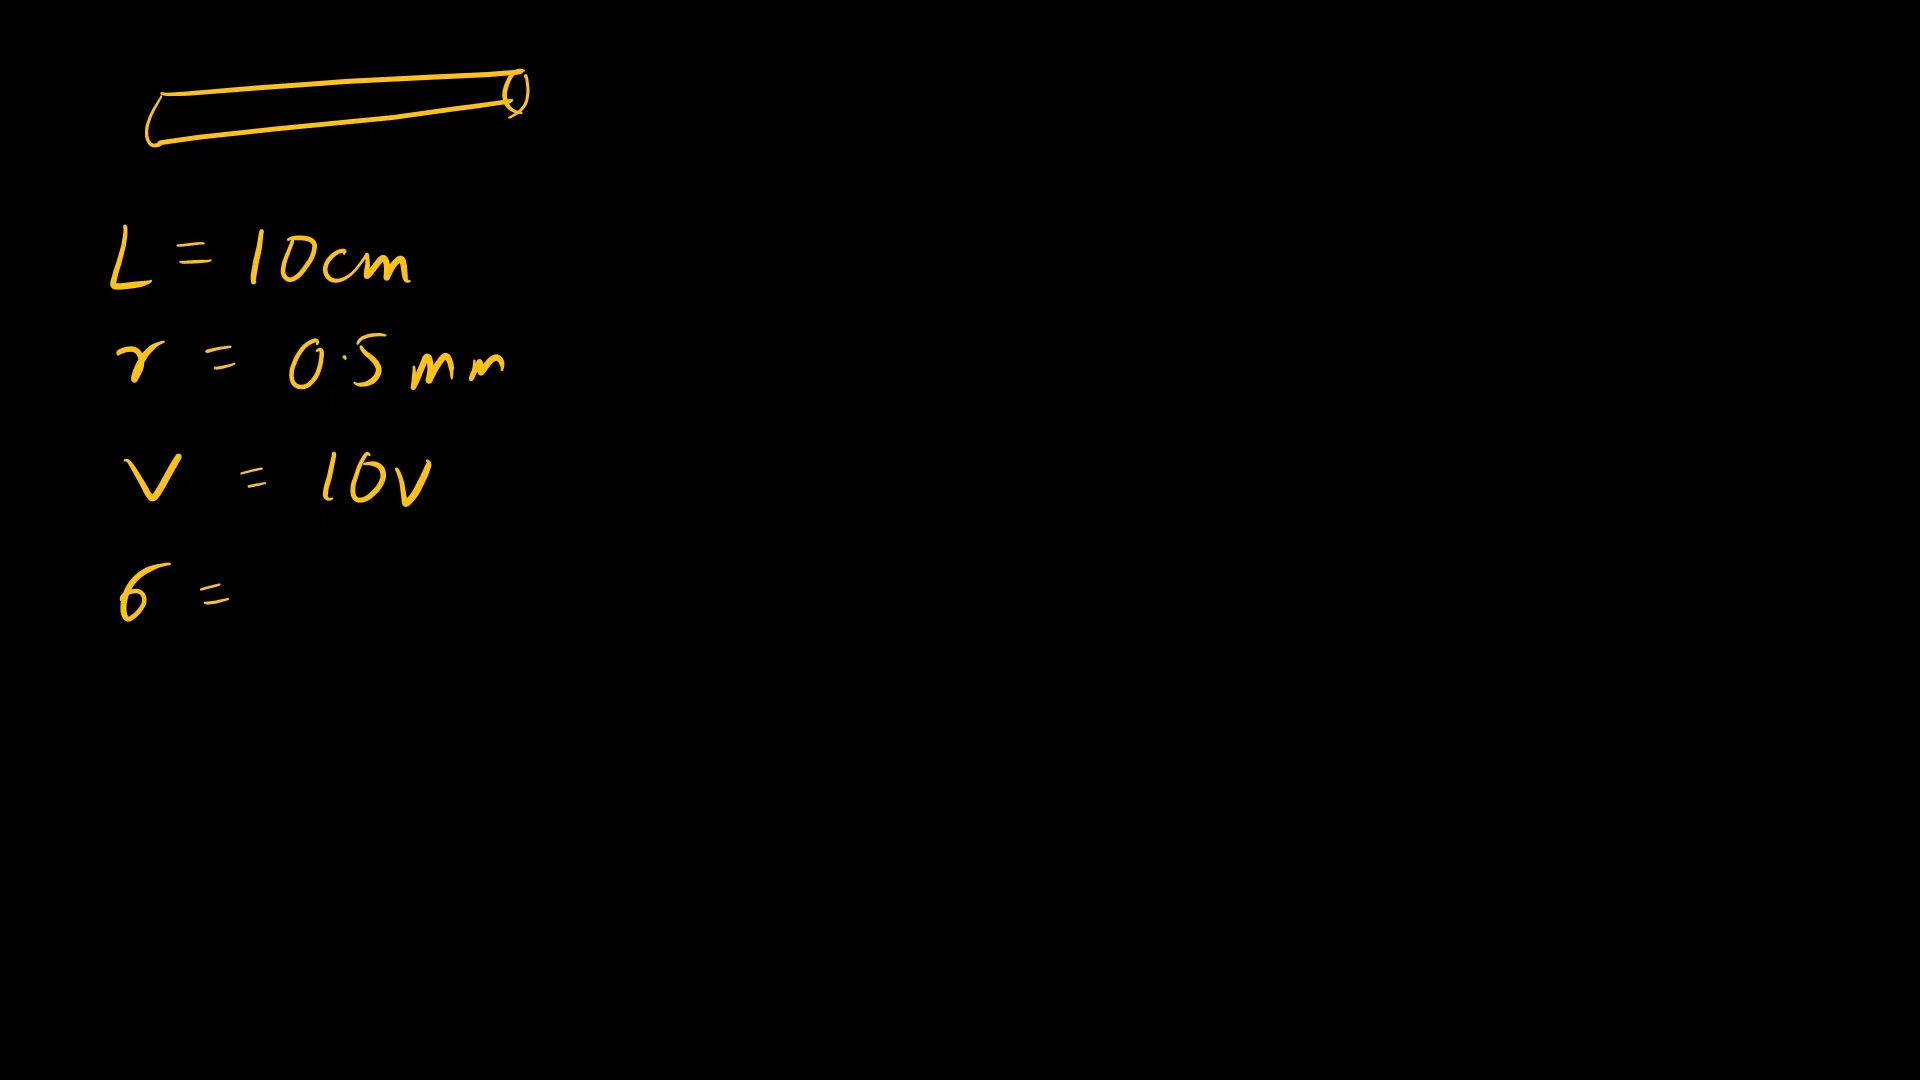 L = 10cm
r = 0.5 mm
V = 10V
σ =